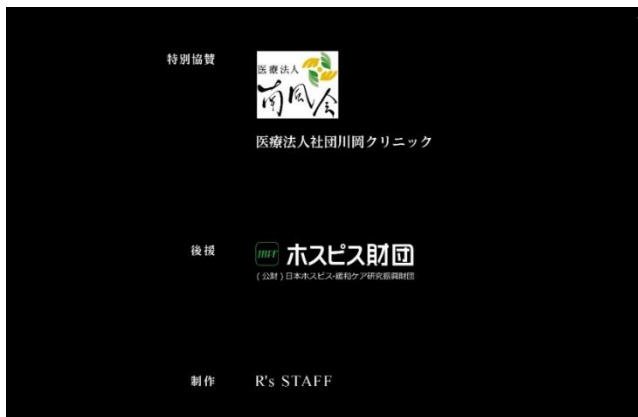 特別協賛
医療法人
南風会
医療法人社団川岡クリニック
後援
ホスピス財団
(公財)日本ホスピス・緩和ケア研究振興財団
制作
R's STAFF